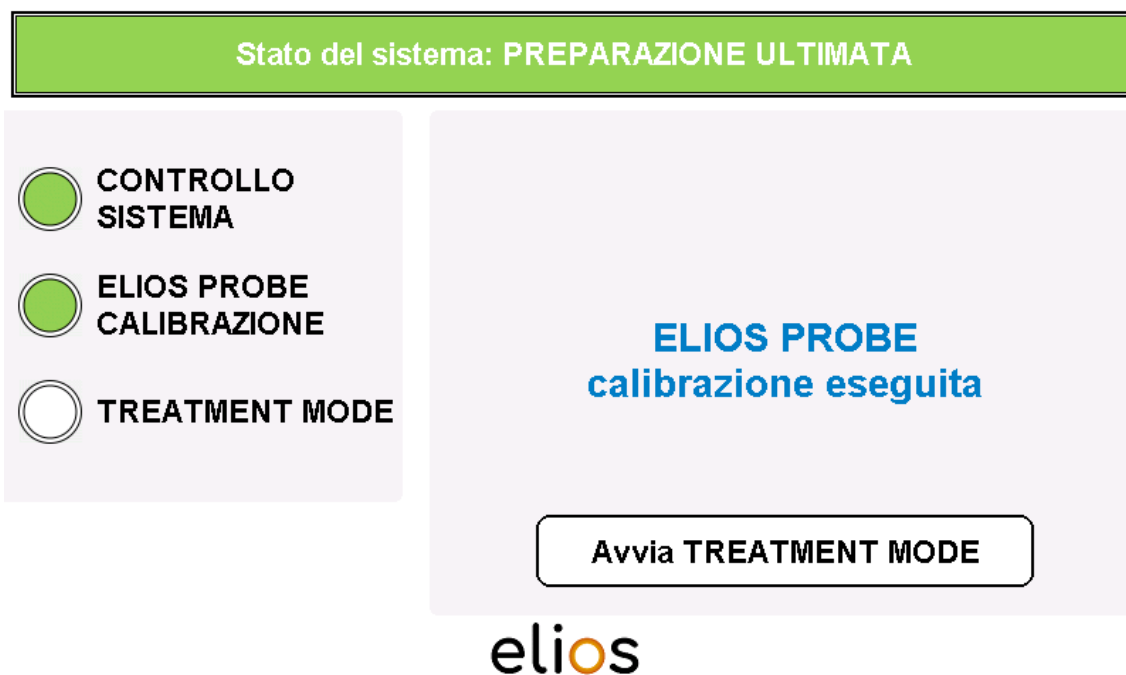 Stato del sistema: PREPARAZIONE ULTIMATA
CONTROLLO
SISTEMA
ELIOS PROBE
CALIBRAZIONE
TREATMENT MODE
ELIOS PROBE
calibrazione eseguita
Avvia TREATMENT MODE
elios